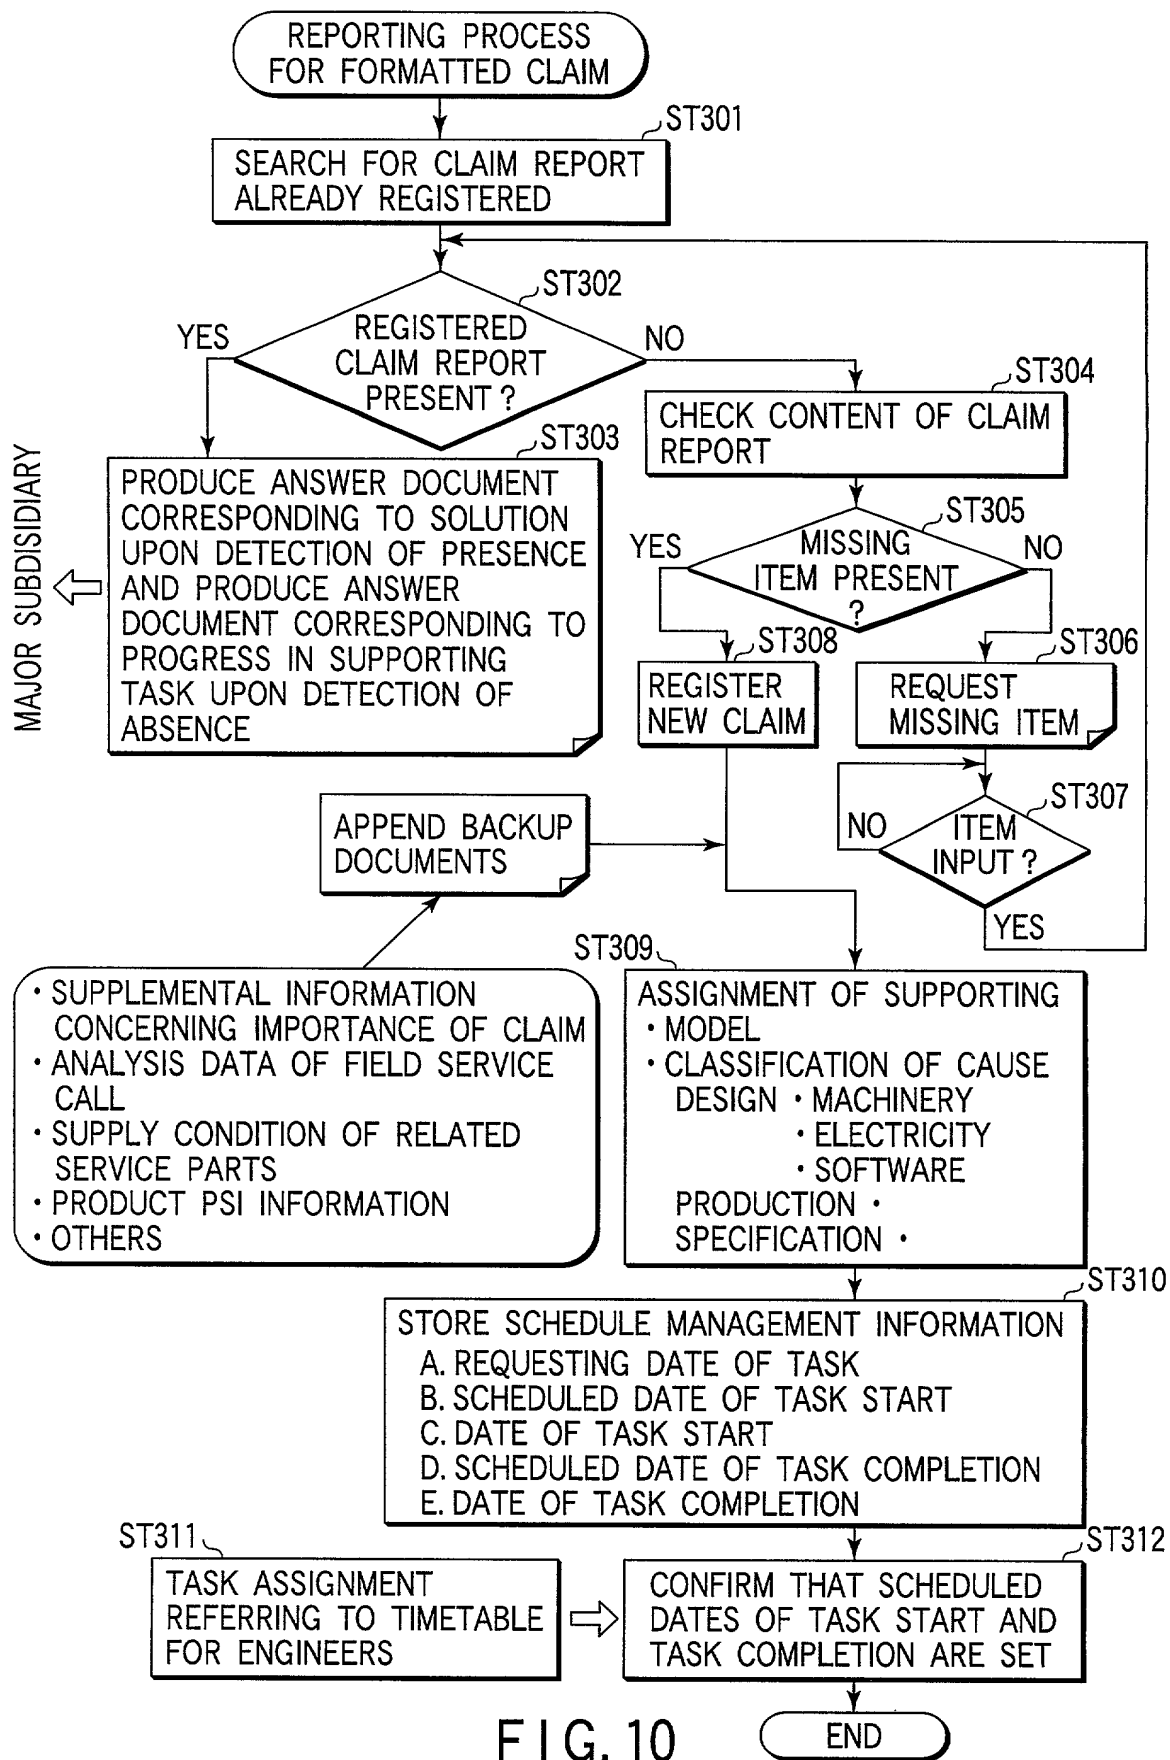 REPORTING PROCESS
FOR FORMATTED CLAIM
ST301
SEARCH FOR CLAIM REPORT
ALREADY REGISTERED
ST302
YES
REGISTERED
CLAIM REPORT
PRESENT ?
NO
ST304
CHECK CONTENT OF CLAIM
REPORT
ST303
PRODUCE ANSWER DOCUMENT
CORRESPONDING TO SOLUTION
UPON DETECTION OF PRESENCE
AND PRODUCE ANSWER
DOCUMENT CORRESPONDING TO
PROGRESS IN SUPPORTING
TASK UPON DETECTION OF
ABSENCE
MAJOR SUBDISIDIARY
ST305
YES
MISSING
ITEM PRESENT
?
NO
ST308
REGISTER
NEW CLAIM
ST306
REQUEST
MISSING ITEM
ST307
NO
ITEM
INPUT ?
YES
APPEND BACKUP
DOCUMENTS
• SUPPLEMENTAL INFORMATION
CONCERNING IMPORTANCE OF CLAIM
• ANALYSIS DATA OF FIELD SERVICE
CALL
• SUPPLY CONDITION OF RELATED
SERVICE PARTS
• PRODUCT PSI INFORMATION
• OTHERS
ST309
ASSIGNMENT OF SUPPORTING
• MODEL
• CLASSIFICATION OF CAUSE
DESIGN • MACHINERY
• ELECTRICITY
• SOFTWARE
PRODUCTION •
SPECIFICATION •
ST310
STORE SCHEDULE MANAGEMENT INFORMATION
A. REQUESTING DATE OF TASK
B. SCHEDULED DATE OF TASK START
C. DATE OF TASK START
D. SCHEDULED DATE OF TASK COMPLETION
E. DATE OF TASK COMPLETION
ST311
TASK ASSIGNMENT
REFERRING TO TIMETABLE
FOR ENGINEERS
ST312
CONFIRM THAT SCHEDULED
DATES OF TASK START AND
TASK COMPLETION ARE SET
END
FIG. 10